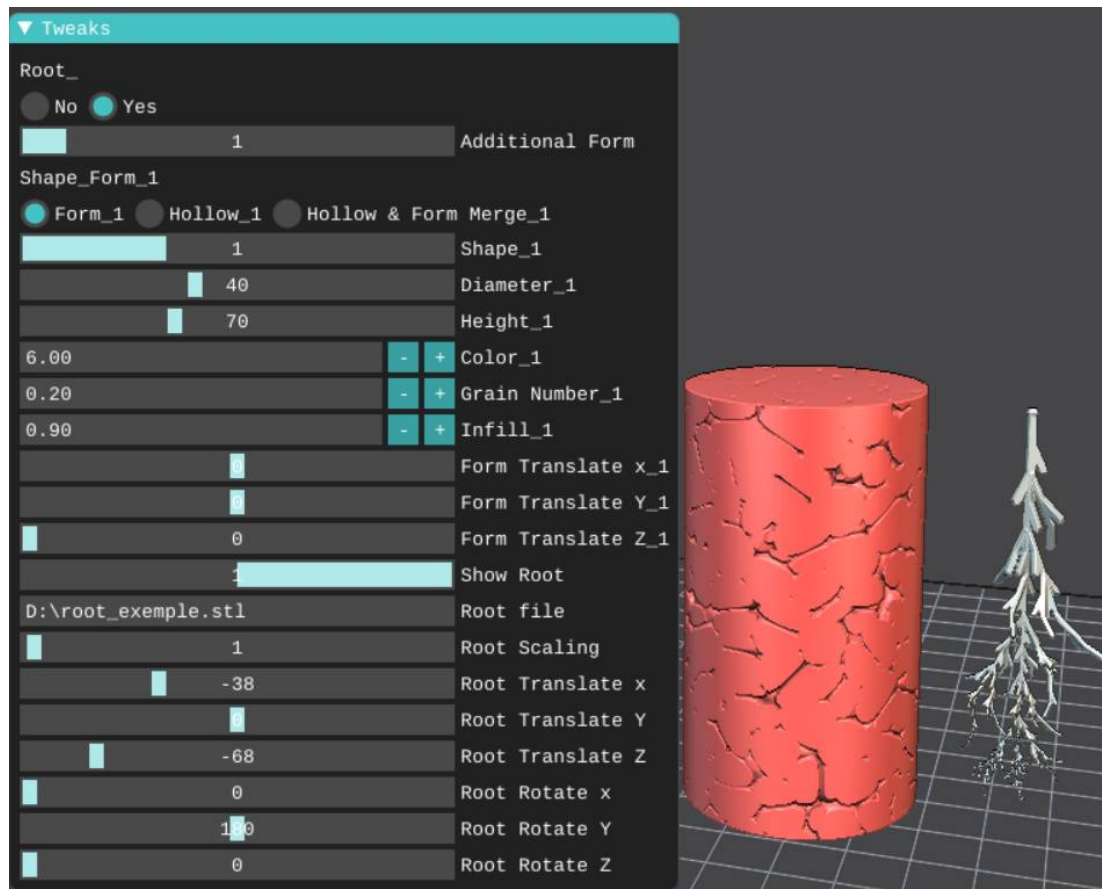 Tweaks
Root_
No Yes
1 Additional Form
Shape_Form_1
Form_1 Hollow_1 Hollow & Form Merge_1
1 Shape_1
40 Diameter_1
70 Height_1
6.00 - + Color_1
0.20 - + Grain Number_1
0.90 - + Infill_1
0 Form Translate x_1
0 Form Translate Y_1
0 Form Translate Z_1
1 Show Root
D:\root_exemple.stl Root file
1 Root Scaling
-38 Root Translate x
0 Root Translate Y
-68 Root Translate Z
0 Root Rotate x
180 Root Rotate Y
0 Root Rotate Z